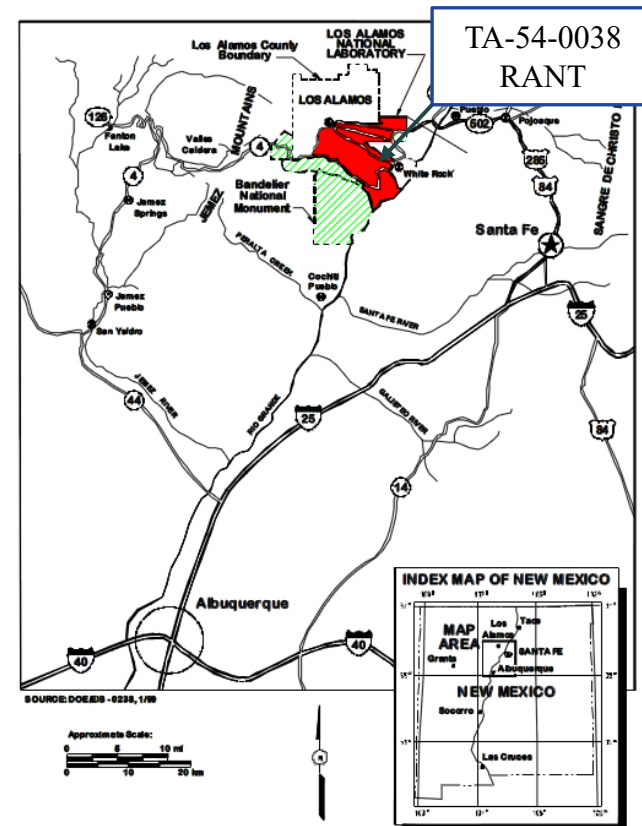 TA-54-0038
RANT
Los Alamos County
Boundary
LOS ALAMOS
NATIONAL
LABORATORY
LOS ALAMOS
126
Fenton
Lake
Valles
Caldera
MOUNTAINS
4
Pueblo
502
Pojoaque
285
84
White Rock
SANGRE DE CHRISTO
4
Jemez
Springs
JEMEZ
Bandelier
National
Monument
Santa Fe
PERALTA CREEK
Cochiti
Pueblo
SANTA FE RIVER
25
Jemez
Pueblo
San Ysidro
JEMEZ RIVER
44
RIO GRANDE
25
GALISTEO RIVER
84
14
Albuquerque
40
40
INDEX MAP OF NEW MEXICO
MAP
AREA
Los
Alamos
Taos
SANTA FE
Grants
Albuquerque
NEW MEXICO
Socorro
Las Cruces
SOURCE: DOE/EIS - 0238, 1/99
Approximate Scale:
0 5 10 mi
0 10 20 km
N